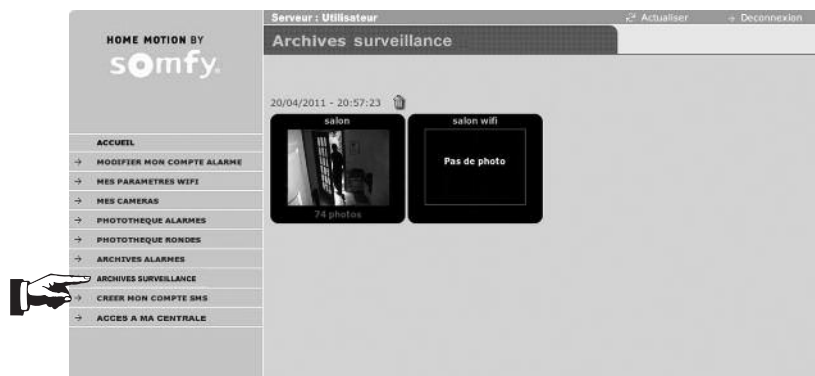 Serveur : Utilisateur
Actualiser
Deconnexion
HOME MOTION BY
somfy.
Archives surveillance
20/04/2011 - 20:57:23
salon
salon wifi
Pas de photo
74 photos
ACCUEIL
MODIFIER MON COMPTE ALARME
MES PARAMETRES WIFI
MES CAMERAS
PHOTOTHEQUE ALARMES
PHOTOTHEQUE RONDES
ARCHIVES ALARMES
ARCHIVES SURVEILLANCE
CREER MON COMPTE SMS
ACCES A MA CENTRALE